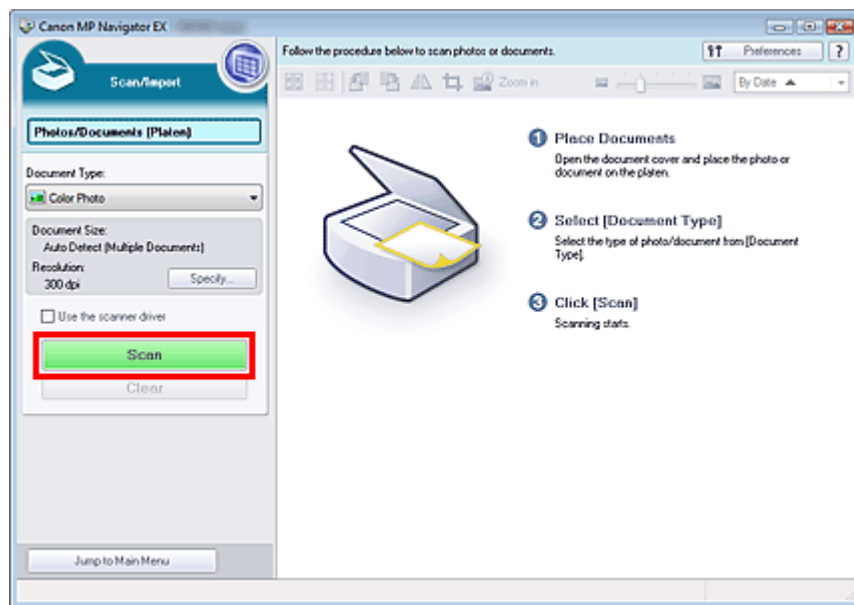 Canon MP Navigator EX
Scan/Import
Photos/Documents (Platen)
Document Type:
Color Photo
Document Size:
Auto Detect (Multiple Documents)
Resolution:
300 dpi
Specify...
Use the scanner driver
Scan
Clear
Jump to Main Menu
Follow the procedure below to scan photos or documents.
Preferences
?
Zoom in
By Date
1 Place Documents
Open the document cover and place the photo or
document on the platen.
2 Select [Document Type]
Select the type of photo/document from [Document
Type].
3 Click [Scan]
Scanning starts.